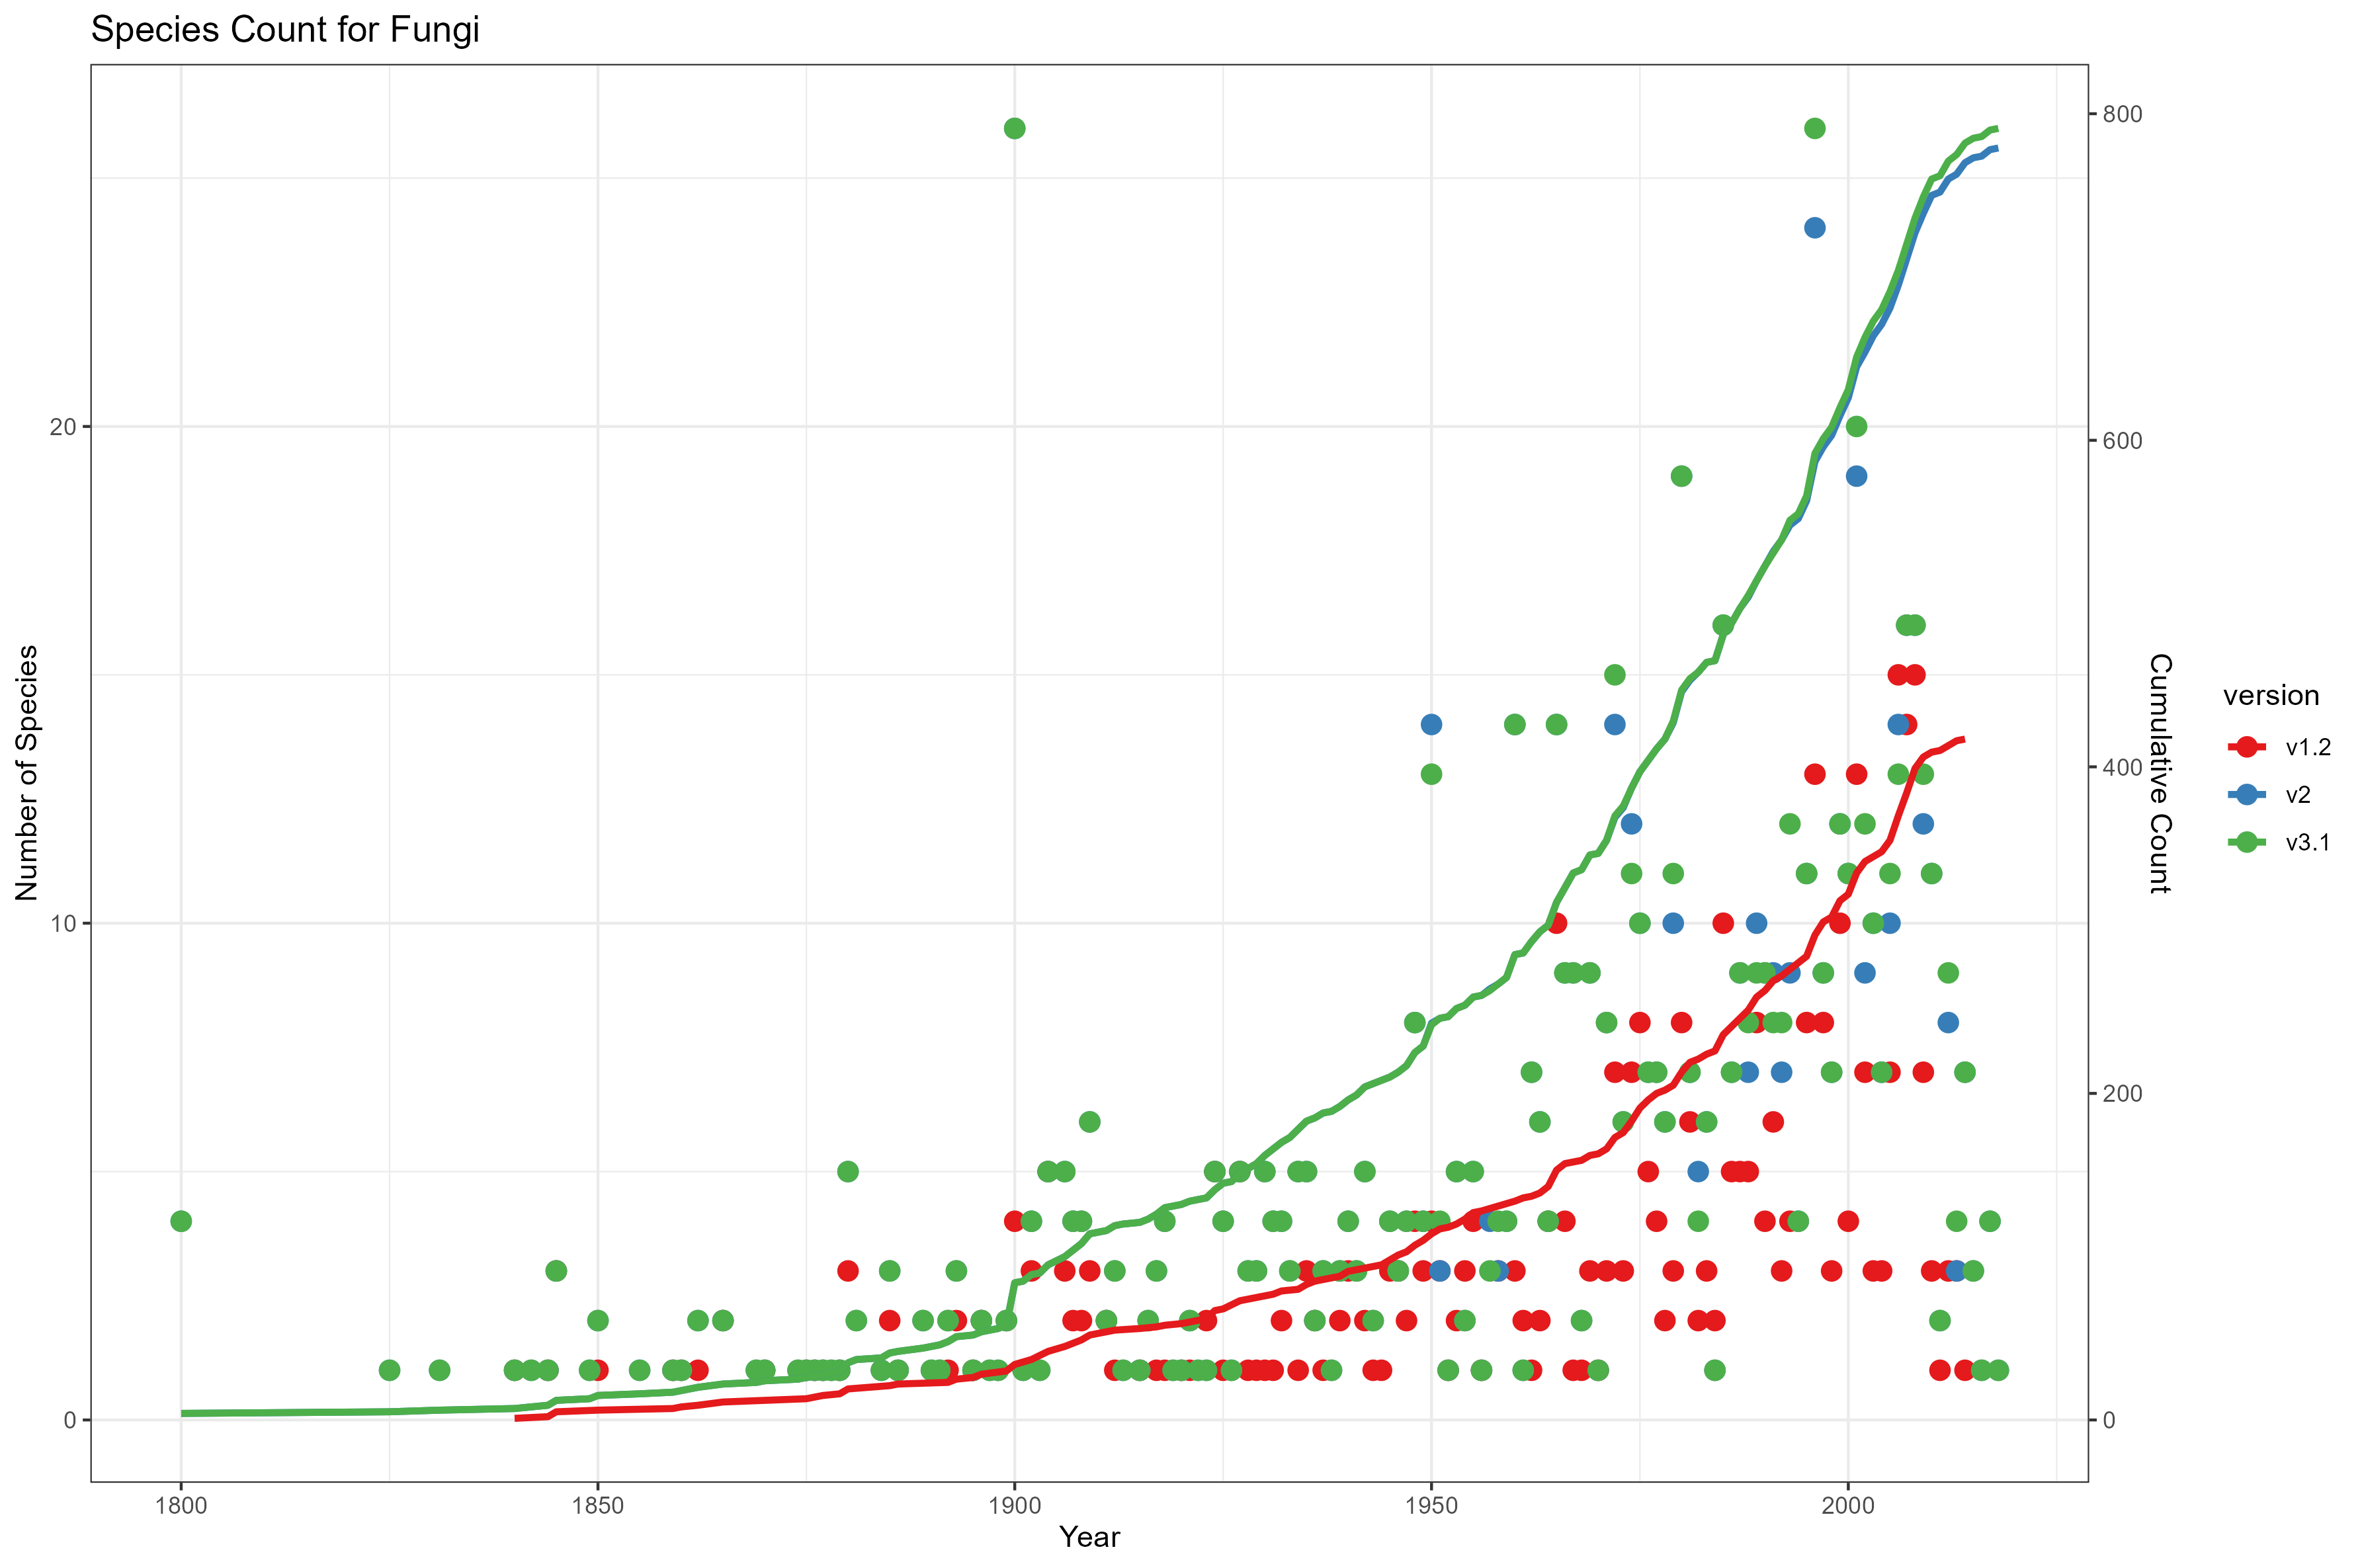 Species Count for Fungi
Number of Species
20
10
0
800
600
400
200
0
Cumulative Count
1800
1850
1900
1950
2000
Year
version
v1.2
v2
v3.1